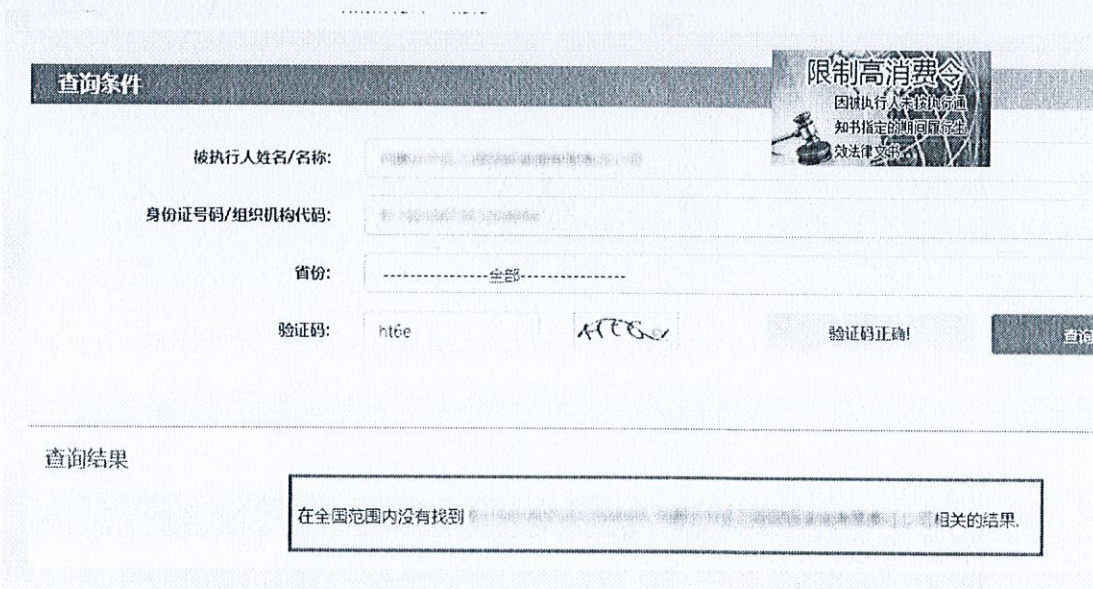 限制高消费令
查询条件
因被执行人未按执行通
知书指定的期间履行生
效法律文书
被执行人姓名/名称:
身份证号码/组织机构代码:
省份: ----------------全部----------------
验证码: ht6e 验证码正确! 查询
查询结果
在全国范围内没有找到 相关的结果.